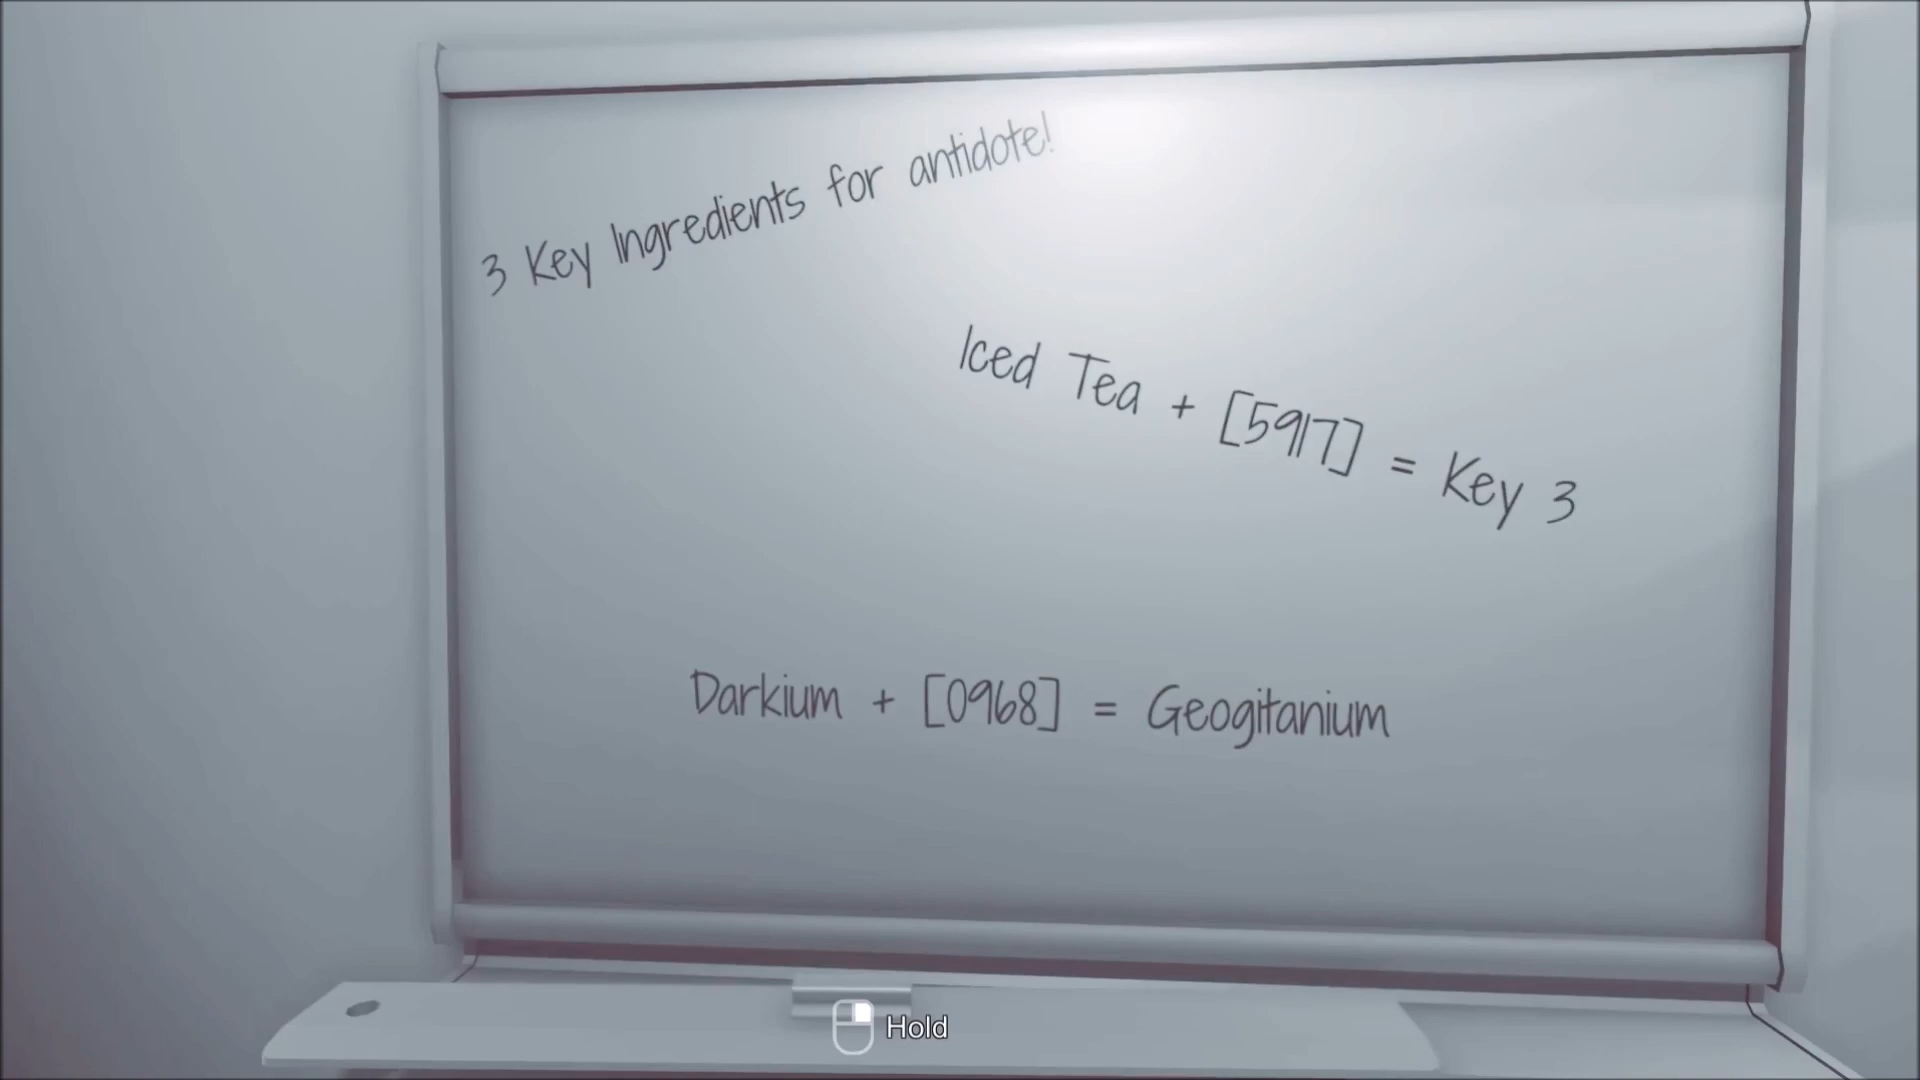 3 Key Ingredients for antidote!
Iced Tea + [5917] = Key 3
Darkium + [0968] = Geogitanium
Hold